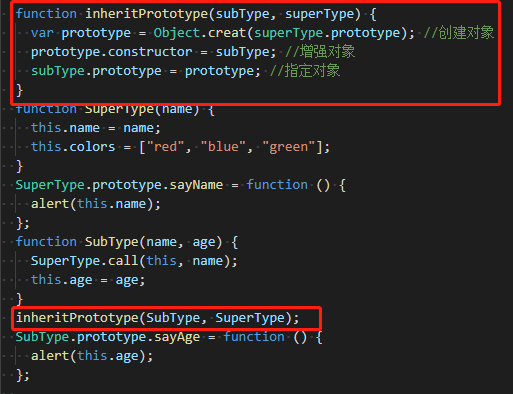 function inheritPrototype(subType, superType) {
  var prototype = Object.creat(superType.prototype); //创建对象
  prototype.constructor = subType; //增强对象
  subType.prototype = prototype; //指定对象
}
function SuperType(name) {
  this.name = name;
  this.colors = ["red", "blue", "green"];
}
SuperType.prototype.sayName = function () {
  alert(this.name);
};
function SubType(name, age) {
  SuperType.call(this, name);
  this.age = age;
}
inheritPrototype(SubType, SuperType);
SubType.prototype.sayAge = function () {
  alert(this.age);
};